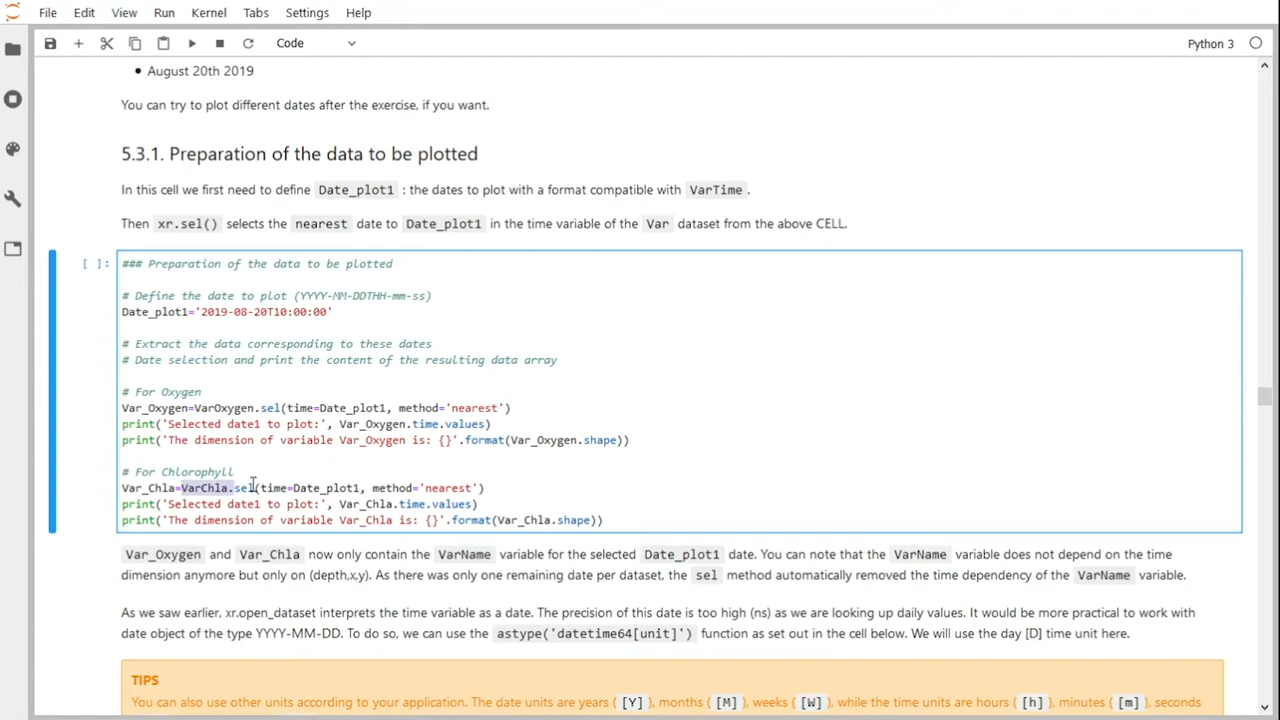 File Edit View Run Kernel Tabs Settings Help
Code Python 3
• August 20th 2019
You can try to plot different dates after the exercise, if you want.
5.3.1. Preparation of the data to be plotted
In this cell we first need to define Date_plot1 : the dates to plot with a format compatible with VarTime .
Then xr.sel() selects the nearest date to Date_plot1 in the time variable of the Var dataset from the above CELL.
[ ]: ### Preparation of the data to be plotted
# Define the date to plot (YYYY-MM-DDTHH-mm-ss)
Date_plot1='2019-08-20T10:00:00'
# Extract the data corresponding to these dates
# Date selection and print the content of the resulting data array
# For Oxygen
Var_Oxygen=VarOxygen.sel(time=Date_plot1, method='nearest')
print('Selected date1 to plot:', Var_Oxygen.time.values)
print('The dimension of variable Var_Oxygen is: {}'.format(Var_Oxygen.shape))
# For Chlorophyll
Var_Chla=VarChla.sel(time=Date_plot1, method='nearest')
print('Selected date1 to plot:', Var_Chla.time.values)
print('The dimension of variable Var_Chla is: {}'.format(Var_Chla.shape))
Var_Oxygen and Var_Chla now only contain the VarName variable for the selected Date_plot1 date. You can note that the VarName variable does not depend on the time
dimension anymore but only on (depth,x,y). As there was only one remaining date per dataset, the sel method automatically removed the time dependency of the VarName variable.
As we saw earlier, xr.open_dataset interprets the time variable as a date. The precision of this date is too high (ns) as we are looking up daily values. It would be more practical to work with
date object of the type YYYY-MM-DD. To do so, we can use the astype('datetime64[unit]') function as set out in the cell below. We will use the day [D] time unit here.
TIPS
You can also use other units according to your application. The date units are years ( [Y] ), months ( [M] ), weeks ( [W] ), while the time units are hours ( [h] ), minutes ( [m] ), seconds